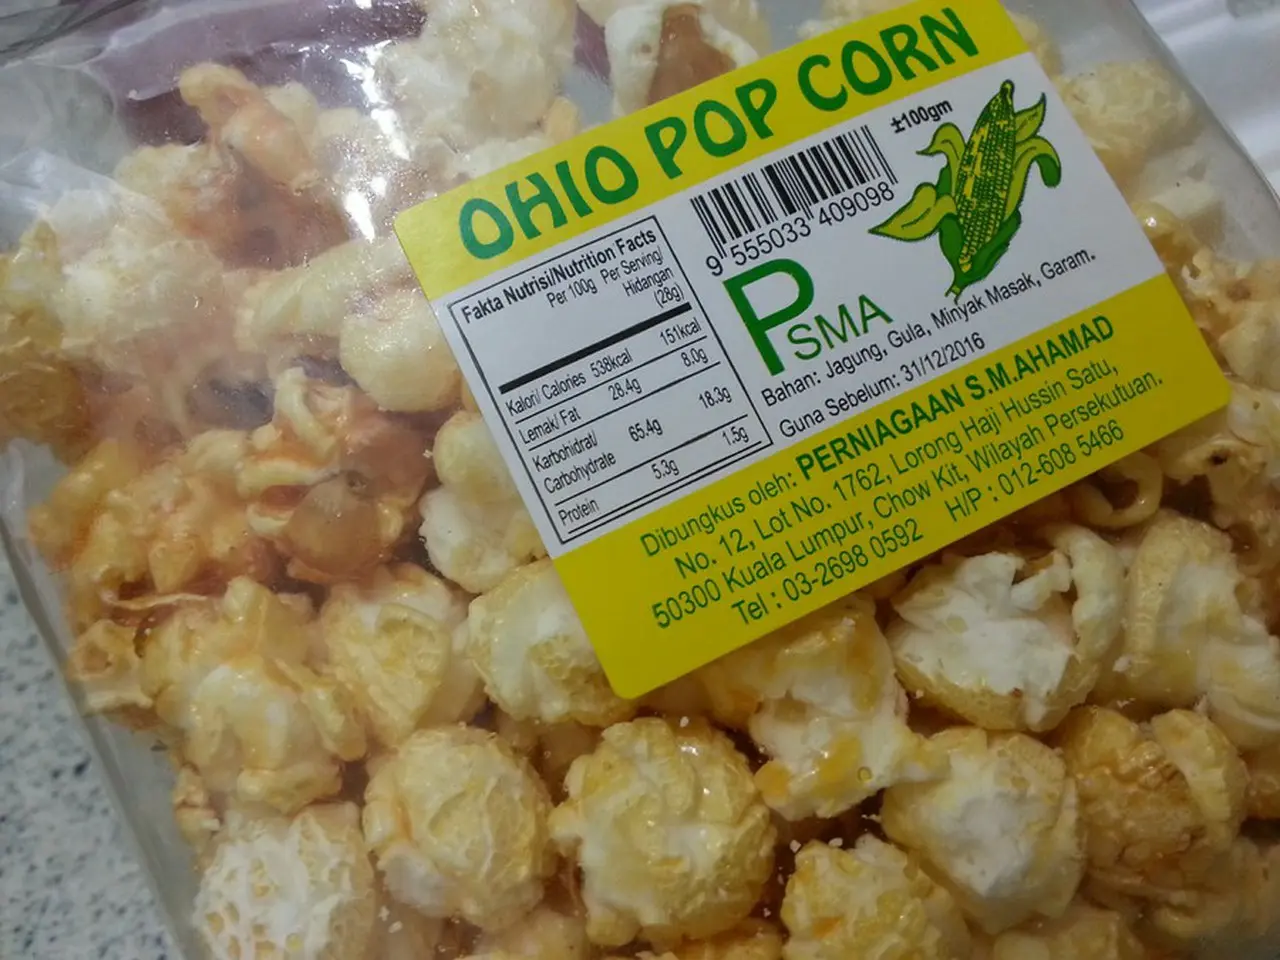 OHIO POP CORN
±100gm
9 555033 409098
Fakta Nutrisi/Nutrition Facts
Per 100g Per Serving/
Hidangan
(28g)
Kalori/ Calories 538kcal 151kcal
Lemak/ Fat 28.4g 8.0g
Karbohidrat/
Carbohydrate 65.4g 18.3g
Protein 5.3g 1.5g
PSMA
Bahan: Jagung, Gula, Minyak Masak, Garam.
Guna Sebelum: 31/12/2016
Dibungkus oleh: PERNIAGAAN S.M.AHAMAD
No. 12, Lot No. 1762, Lorong Haji Hussin Satu,
50300 Kuala Lumpur, Chow Kit, Wilayah Persekutuan.
Tel : 03-2698 0592 H/P : 012-608 5466